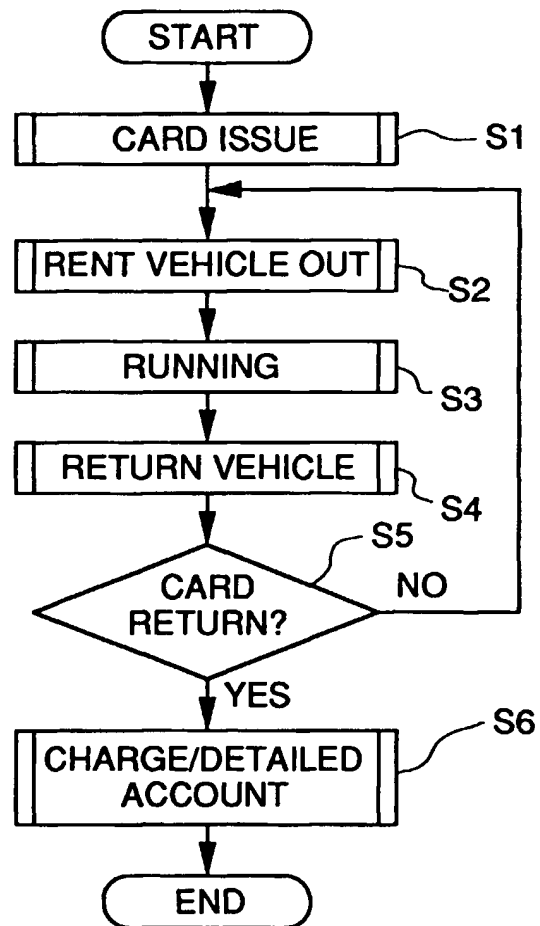 START
CARD ISSUE
S1
RENT VEHICLE OUT
S2
RUNNING
S3
RETURN VEHICLE
S4
S5
CARD
RETURN?
NO
YES
S6
CHARGE/DETAILED
ACCOUNT
END